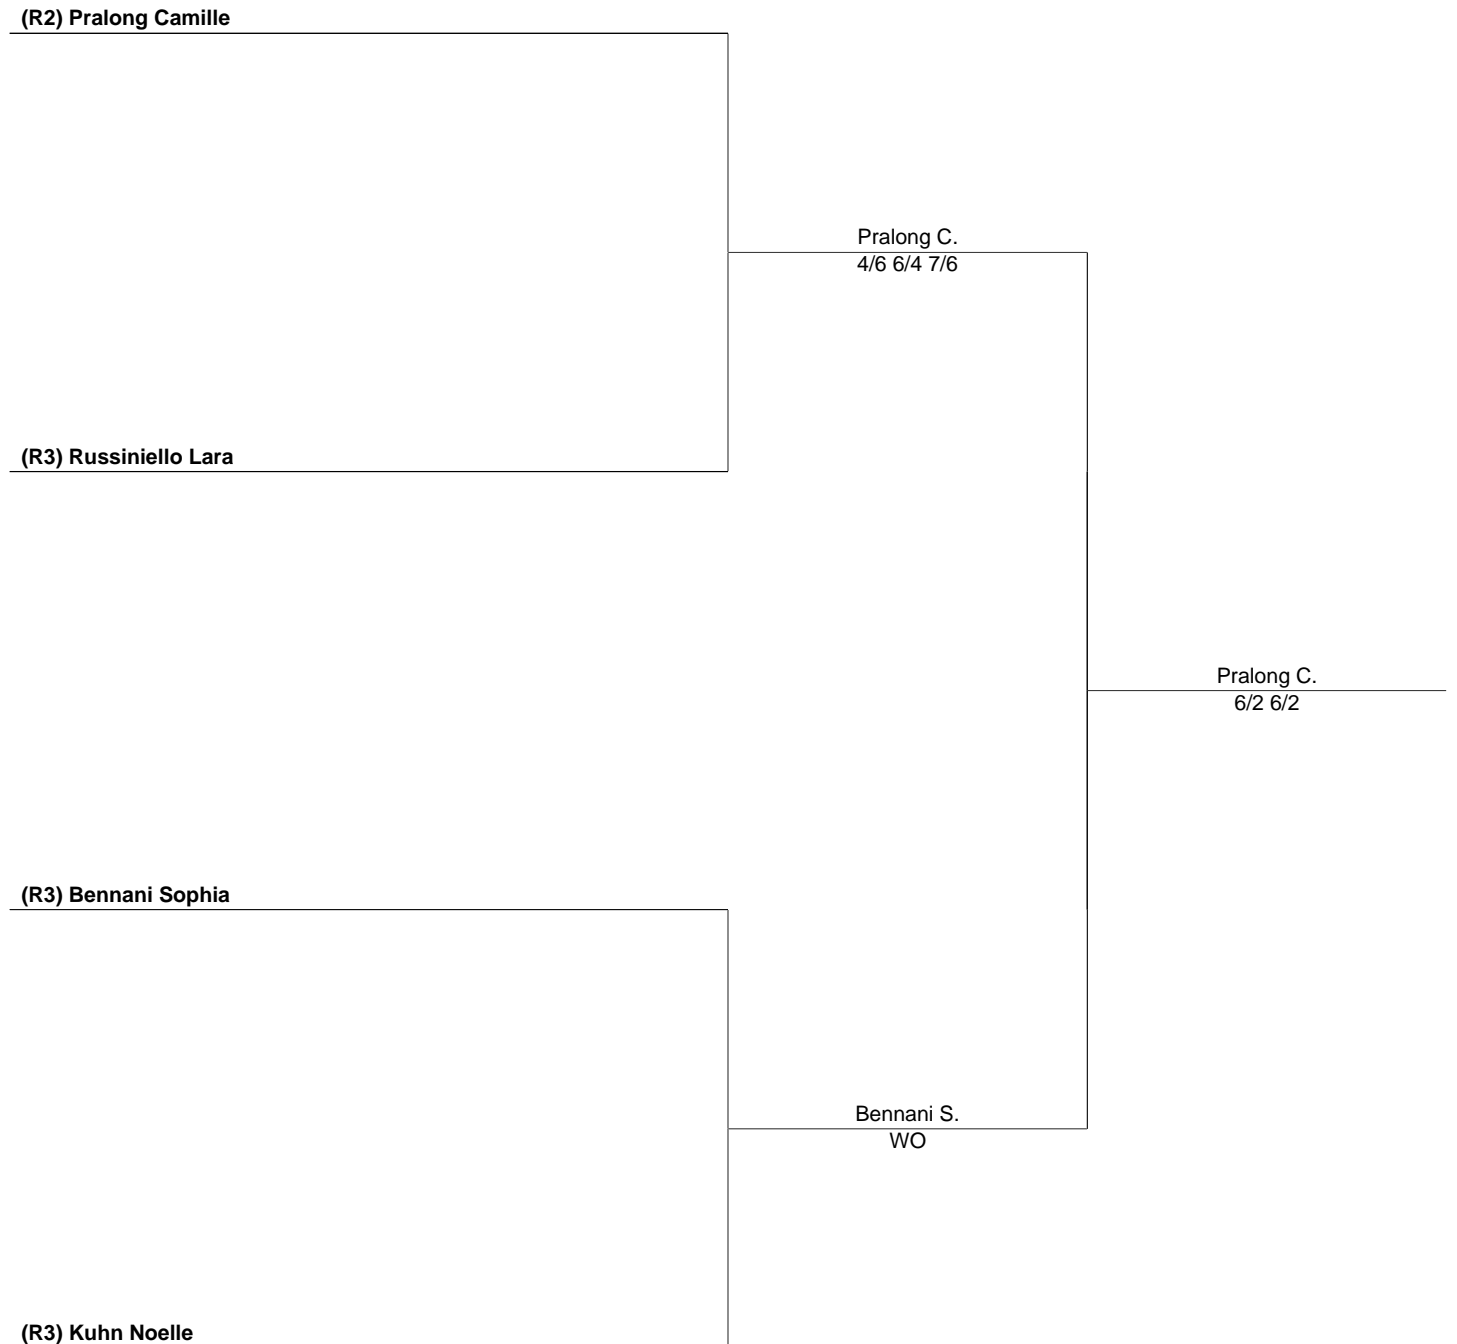 (R2) Pralong Camille
Pralong C.
4/6 6/4 7/6
(R3) Russiniello Lara
Pralong C.
6/2 6/2
(R3) Bennani Sophia
Bennani S.
WO
(R3) Kuhn Noelle